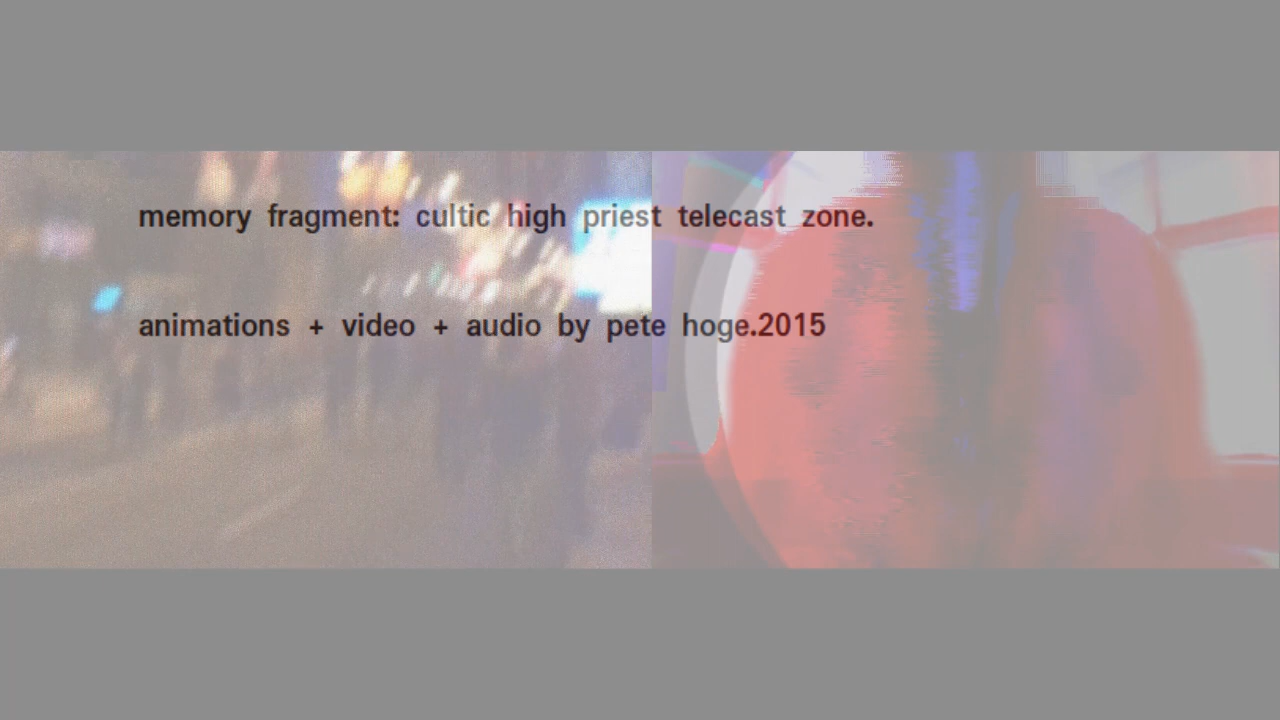 memory fragment: cultic high priest telecast zone.
animations + video + audio by pete hoge.2015